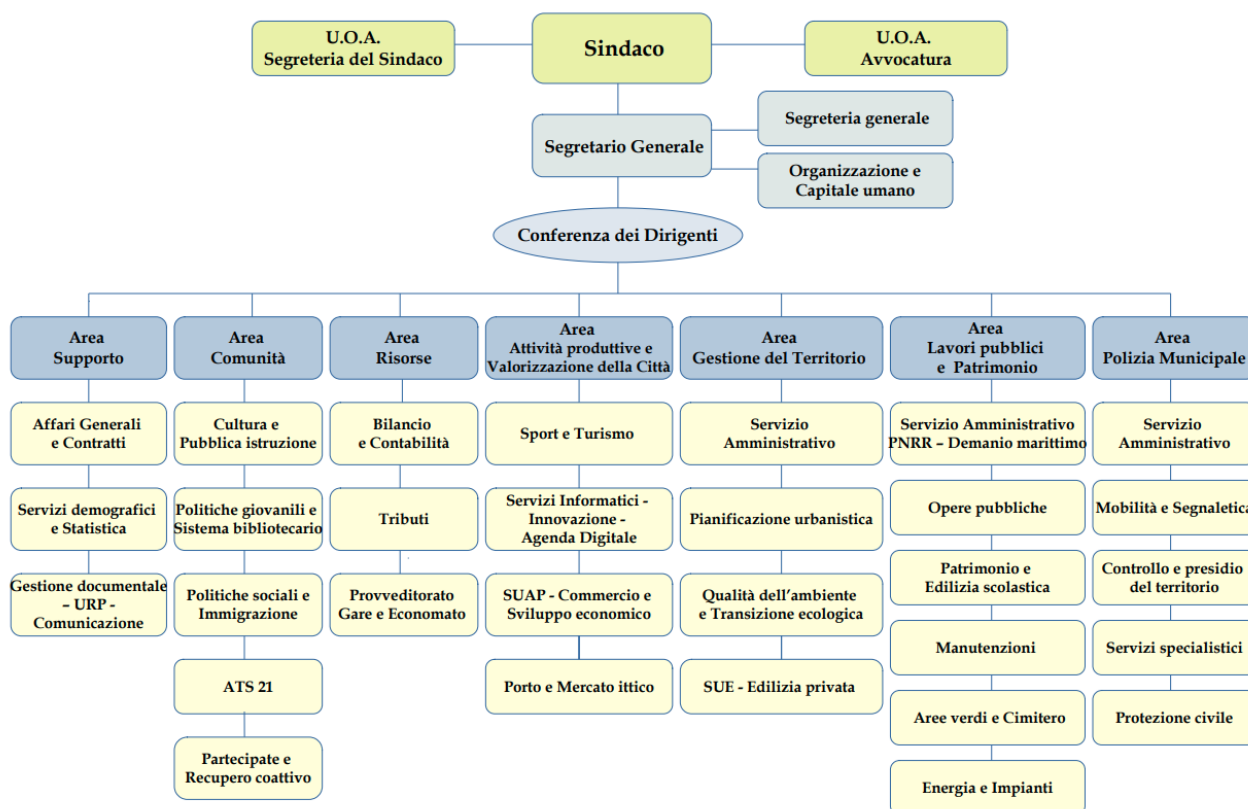 U.O.A.
Segreteria del Sindaco
Sindaco
U.O.A.
Avvocatura
Segretario Generale
Segreteria generale
Organizzazione e
Capitale umano
Conferenza dei Dirigenti
Area
Supporto
Area
Comunità
Area
Risorse
Area
Attività produttive e
Valorizzazione della Città
Area
Gestione del Territorio
Area
Lavori pubblici
e Patrimonio
Area
Polizia Municipale
Affari Generali
e Contratti
Cultura e
Pubblica istruzione
Bilancio
e Contabilità
Sport e Turismo
Servizio
Amministrativo
Servizio Amministrativo
PNRR – Demanio marittimo
Servizio
Amministrativo
Servizi demografici
e Statistica
Politiche giovanili e
Sistema bibliotecario
Tributi
Servizi Informatici -
Innovazione -
Agenda Digitale
Pianificazione urbanistica
Opere pubbliche
Mobilità e Segnaletica
Gestione documentale
– URP -
Comunicazione
Politiche sociali e
Immigrazione
Provveditorato
Gare e Economato
SUAP - Commercio e
Sviluppo economico
Qualità dell’ambiente
e Transizione ecologica
Patrimonio e
Edilizia scolastica
Controllo e presidio
del territorio
ATS 21
Porto e Mercato ittico
SUE - Edilizia privata
Manutenzioni
Servizi specialistici
Partecipate e
Recupero coattivo
Aree verdi e Cimitero
Protezione civile
Energia e Impianti